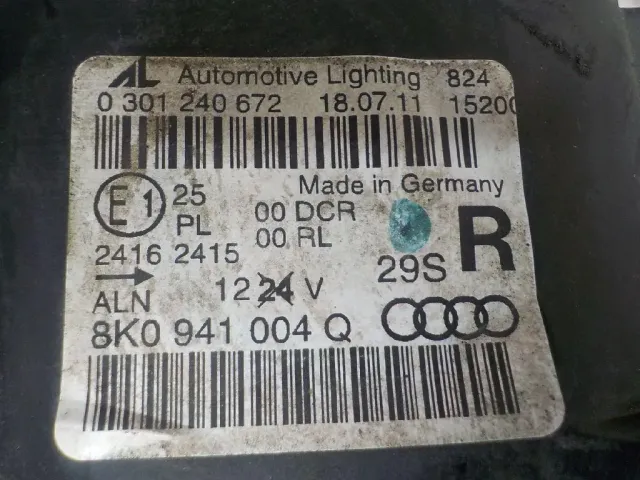 AL Automotive Lighting 824
0 301 240 672 18.07.11 1520
Made in Germany
E1 25
PL 00 DCR
00 RL
R
2416 2415
29S
ALN 12 24 V
8K0 941 004 Q